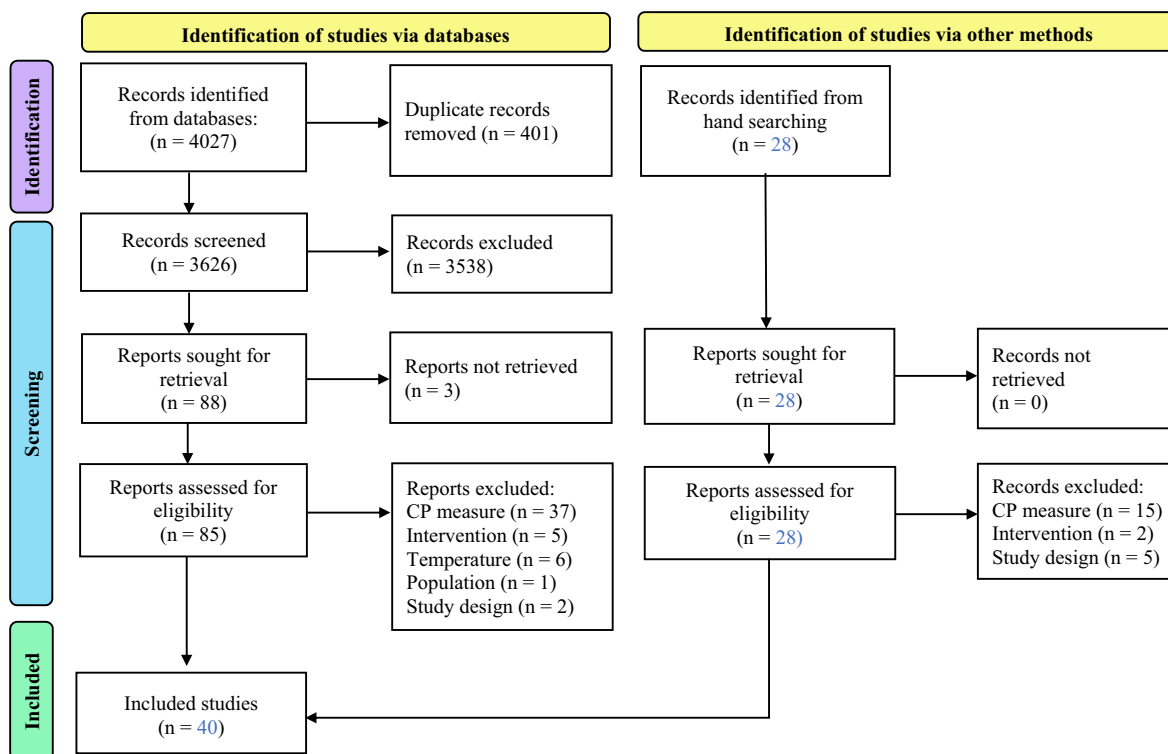 Identification of studies via databases
Identification of studies via other methods
Identification
Records identified
from databases:
(n = 4027)
Duplicate records
removed (n = 401)
Records identified from
hand searching
(n = 28)
Screening
Records screened
(n = 3626)
Records excluded
(n = 3538)
Reports sought for
retrieval
(n = 88)
Reports not retrieved
(n = 3)
Reports sought for
retrieval
(n = 28)
Records not
retrieved
(n = 0)
Reports assessed for
eligibility
(n = 85)
Reports excluded:
CP measure (n = 37)
Intervention (n = 5)
Temperature (n = 6)
Population (n = 1)
Study design (n = 2)
Reports assessed for
eligibility
(n = 28)
Records excluded:
CP measure (n = 15)
Intervention (n = 2)
Study design (n = 5)
Included
Included studies
(n = 40)